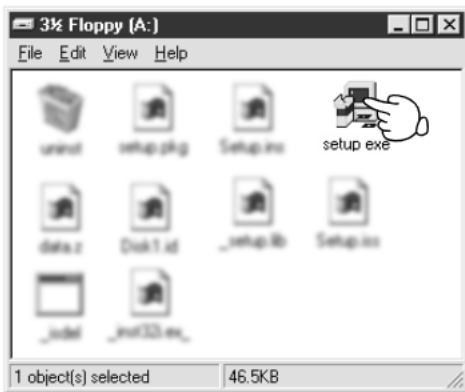 3½ Floppy (A:)
File Edit View Help
uninst setup.pkg Setup.ins setup exe
data.z Disk1.id _setup.lib Setup.iss
_isdel _inst32i.ex_
1 object(s) selected 46.5KB